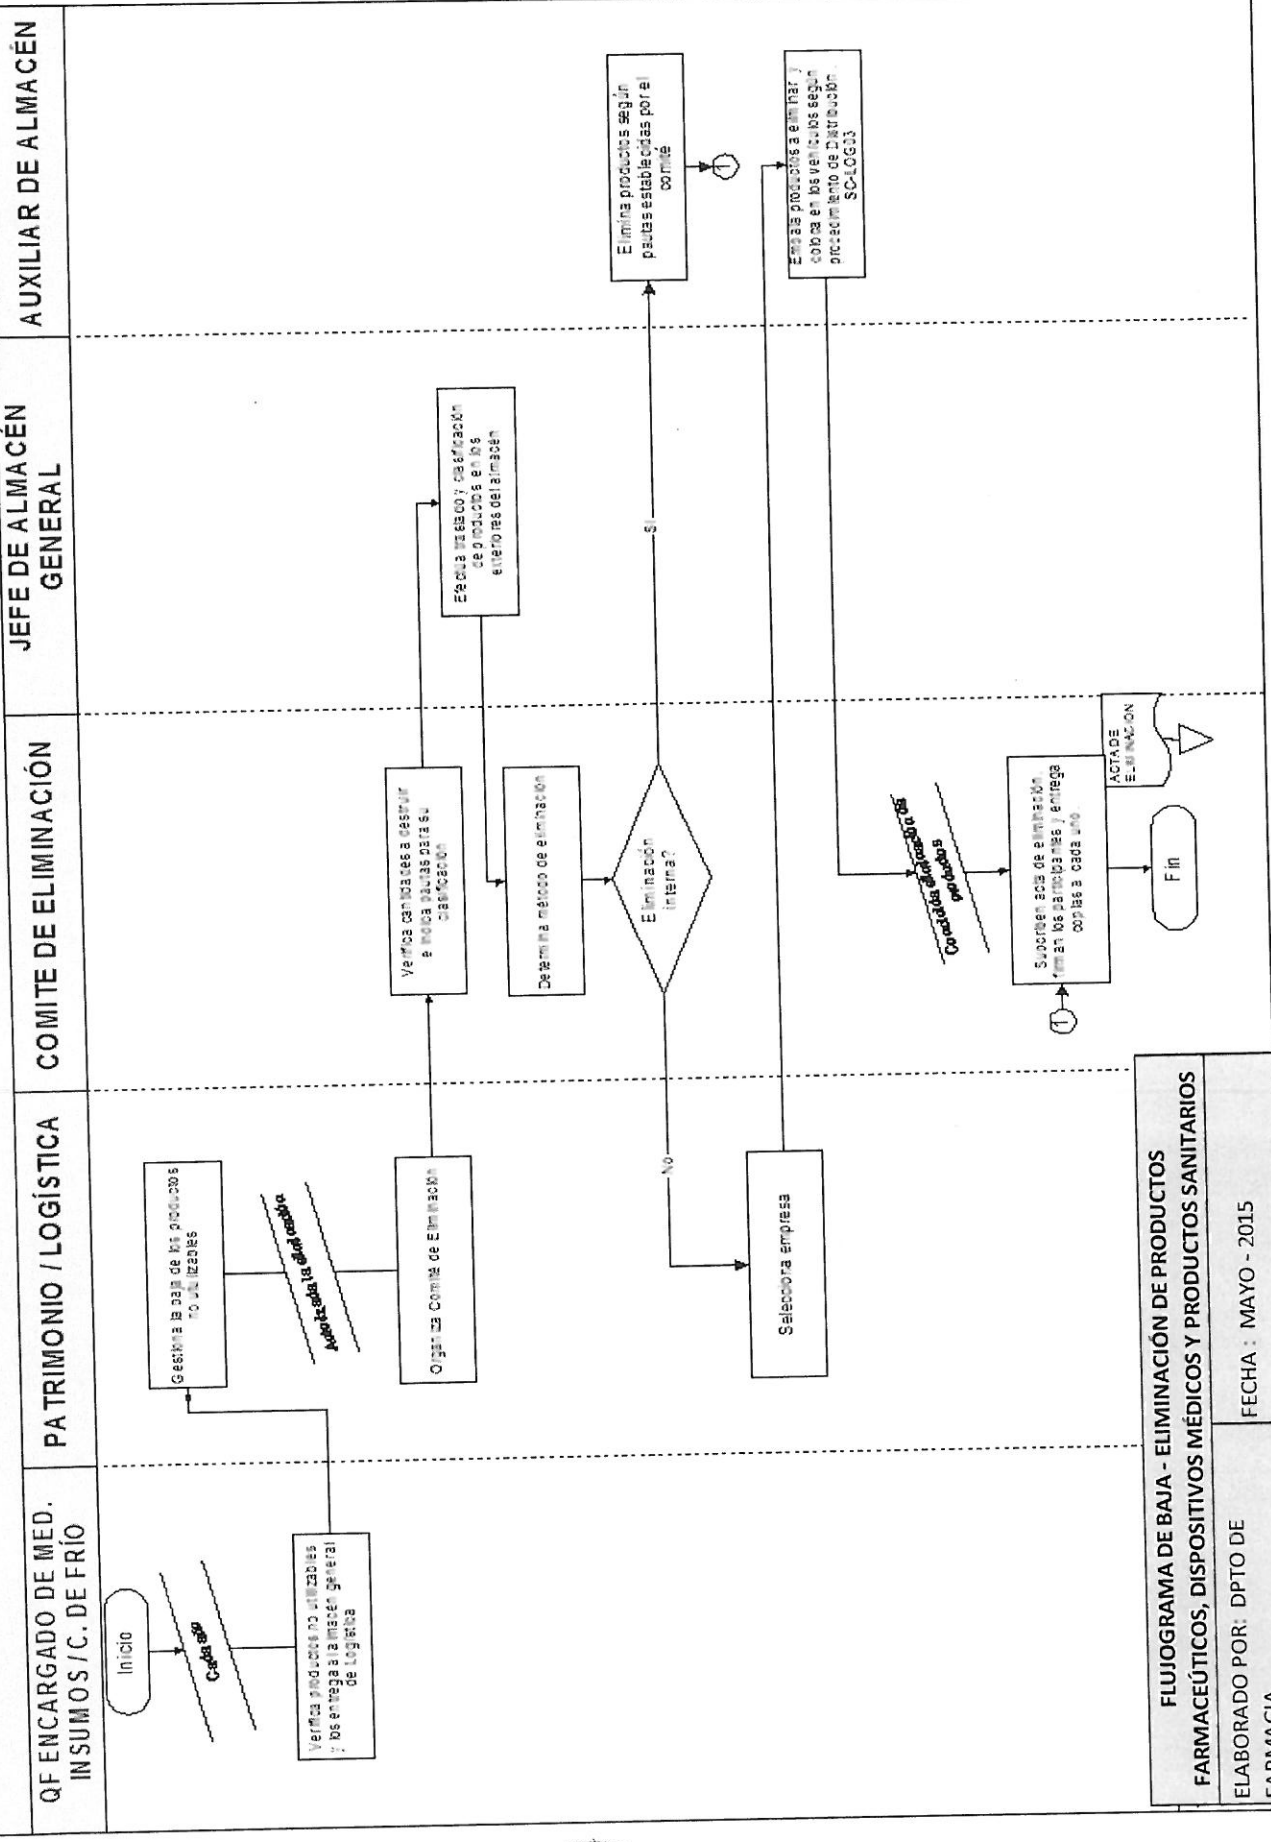 QF ENCARGADO DE MED.
INSUMOS / C. DE FRÍO
PATRIMONIO / LOGÍSTICA
COMITE DE ELIMINACIÓN
JEFE DE ALMACÉN
GENERAL
AUXILIAR DE ALMACÉN
Inicio
Cada año
Verifica productos no utilizables
y los entrega al almacén general
de Logística
Gestiona la baja de los productos
no utilizables
Autorizada la eliminación
Organiza Comité de Eliminación
Verifica cantidades a destruir
e indica pautas para su
clasificación
Efectua traslado y clasificación
de productos en los
exteriores del almacén
Determina método de eliminación
Eliminación
interna?
SI
No
Elimina productos según
pautas establecidas por el
comité
1
Selecciona empresa
Embala productos a eliminar y
coloca en los vehículos según
procedimiento de Distribución.
SC-LOG03
Concluida eliminación de
productos
1
Suscriben acta de eliminación,
firman los participantes y entrega
copias a cada uno.
ACTA DE
ELIMINACION
Fin
FLUJOGRAMA DE BAJA - ELIMINACIÓN DE PRODUCTOS
FARMACEÚTICOS, DISPOSITIVOS MÉDICOS Y PRODUCTOS SANITARIOS
ELABORADO POR: DPTO DE
FARMACIA
FECHA : MAYO - 2015